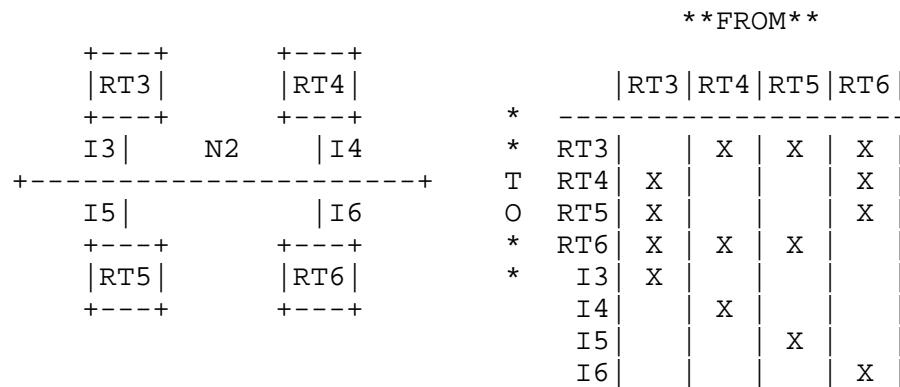 **FROM**
      +---+            +---+
      |RT3|            |RT4|                      |RT3|RT4|RT5|RT6|
      +---+            +---+            *  ------------------------
      I3|    N2      |I4                *  RT3|   | X | X | X |
+----------------------+                T  RT4| X |   |   | X |
      I5|            |I6                O  RT5| X |   |   | X |
      +---+            +---+            *  RT6| X | X | X |   |
      |RT5|            |RT6|            *   I3| X |   |   |   |
      +---+            +---+                I4|   | X |   |   |
                                            I5|   |   | X |   |
                                            I6|   |   |   | X |